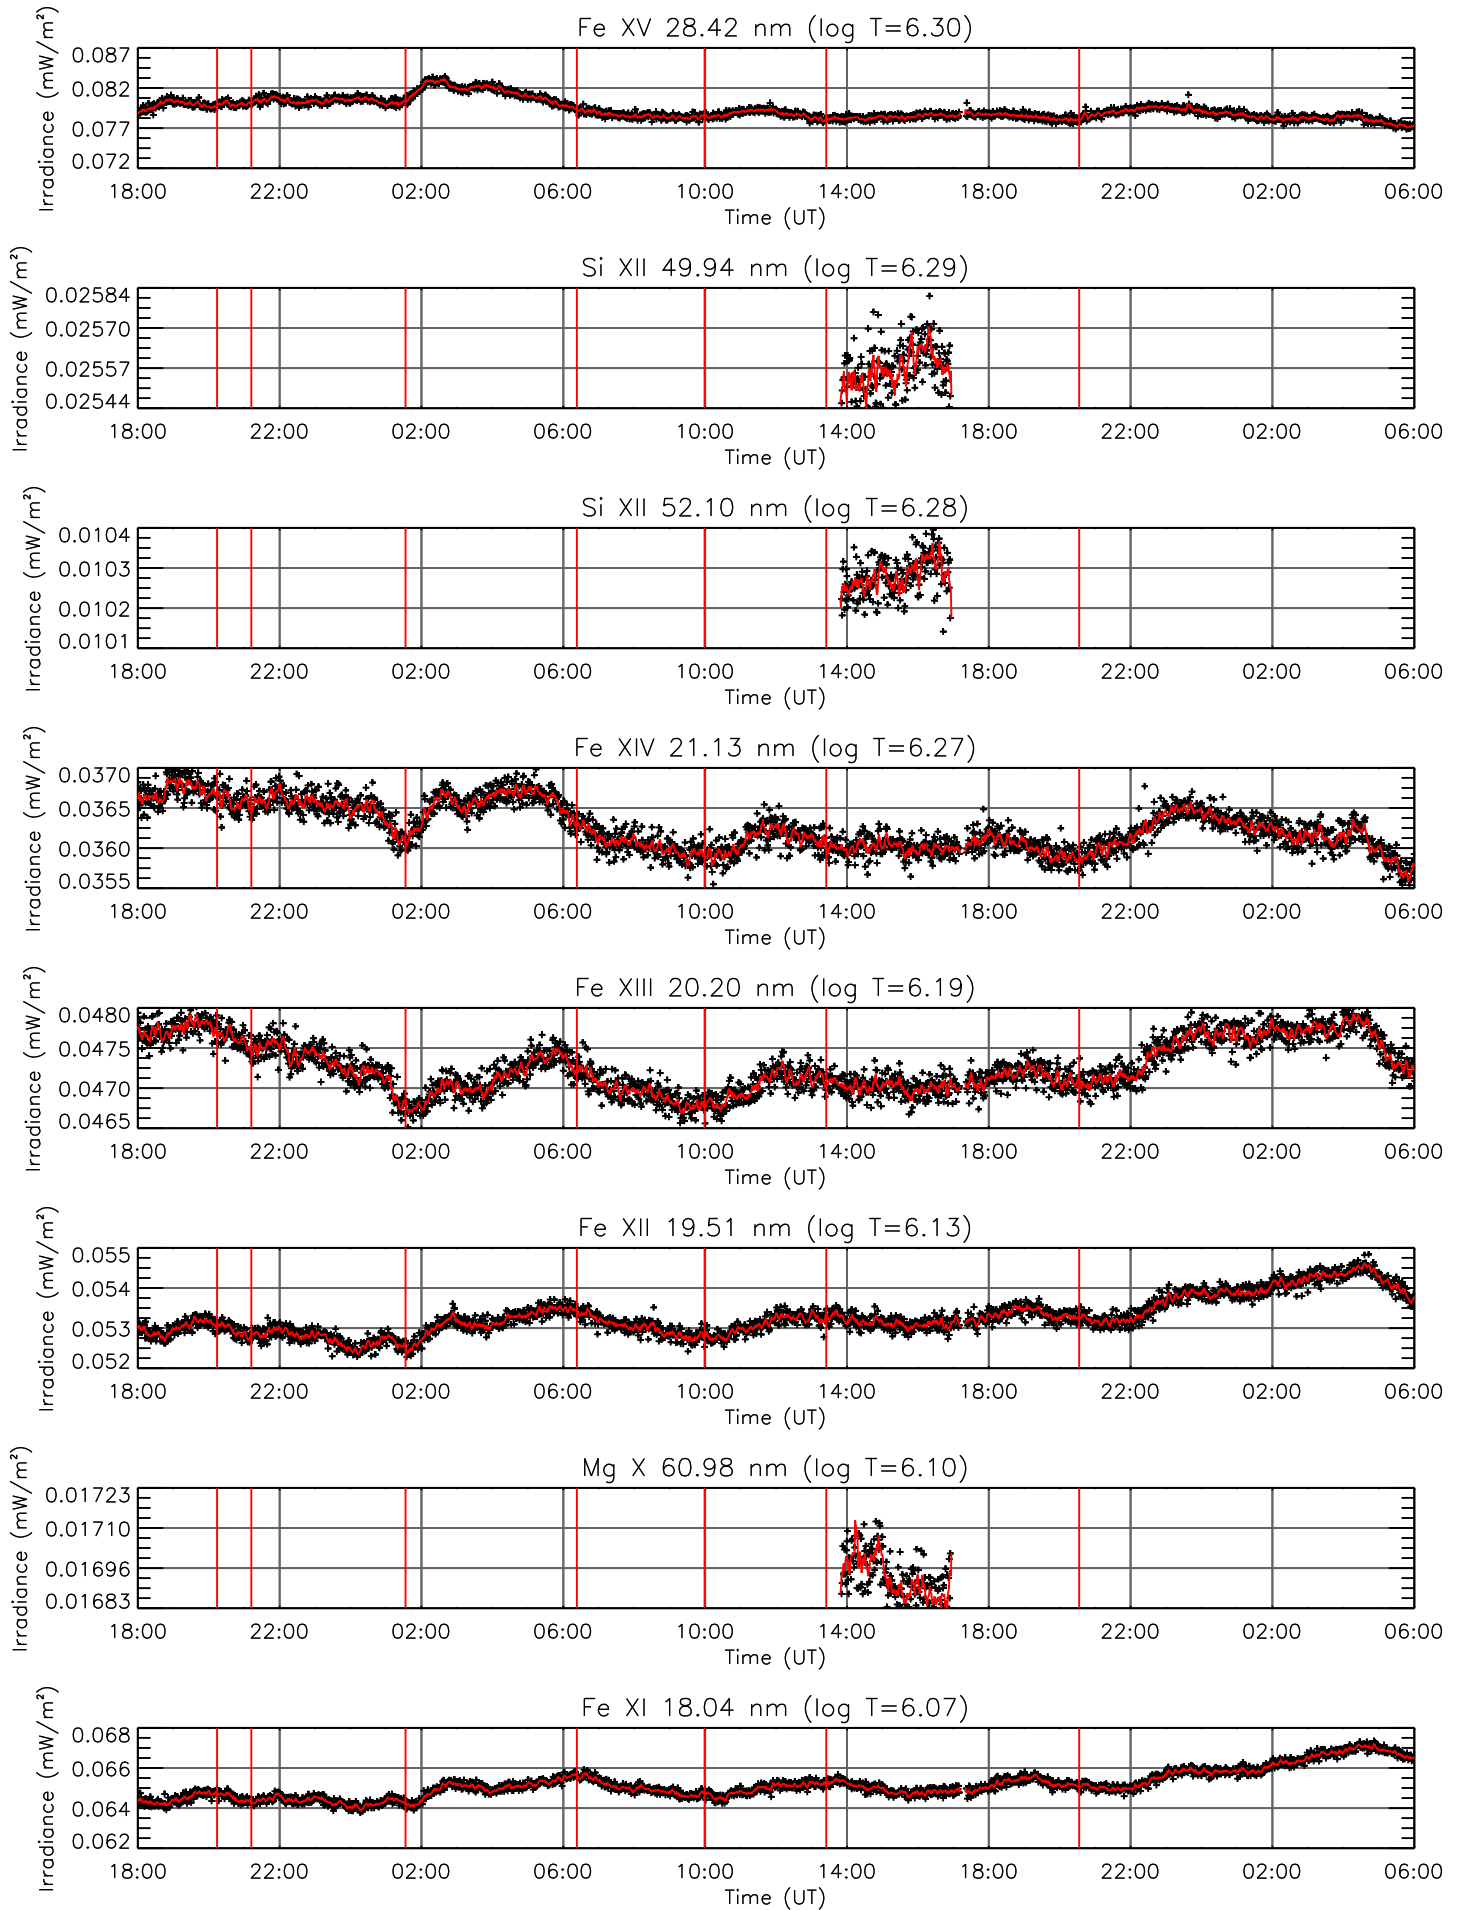 Fe XV 28.42 nm (log T=6.30)
Irradiance (mW/m²)
0.087
0.082
0.077
0.072
18:00 22:00 02:00 06:00 10:00 14:00 18:00 22:00 02:00 06:00
Time (UT)
Si XII 49.94 nm (log T=6.29)
Irradiance (mW/m²)
0.02584
0.02570
0.02557
0.02544
18:00 22:00 02:00 06:00 10:00 14:00 18:00 22:00 02:00 06:00
Time (UT)
Si XII 52.10 nm (log T=6.28)
Irradiance (mW/m²)
0.0104
0.0103
0.0102
0.0101
18:00 22:00 02:00 06:00 10:00 14:00 18:00 22:00 02:00 06:00
Time (UT)
Fe XIV 21.13 nm (log T=6.27)
Irradiance (mW/m²)
0.0370
0.0365
0.0360
0.0355
18:00 22:00 02:00 06:00 10:00 14:00 18:00 22:00 02:00 06:00
Time (UT)
Fe XIII 20.20 nm (log T=6.19)
Irradiance (mW/m²)
0.0480
0.0475
0.0470
0.0465
18:00 22:00 02:00 06:00 10:00 14:00 18:00 22:00 02:00 06:00
Time (UT)
Fe XII 19.51 nm (log T=6.13)
Irradiance (mW/m²)
0.055
0.054
0.053
0.052
18:00 22:00 02:00 06:00 10:00 14:00 18:00 22:00 02:00 06:00
Time (UT)
Mg X 60.98 nm (log T=6.10)
Irradiance (mW/m²)
0.01723
0.01710
0.01696
0.01683
18:00 22:00 02:00 06:00 10:00 14:00 18:00 22:00 02:00 06:00
Time (UT)
Fe XI 18.04 nm (log T=6.07)
Irradiance (mW/m²)
0.068
0.066
0.064
0.062
18:00 22:00 02:00 06:00 10:00 14:00 18:00 22:00 02:00 06:00
Time (UT)